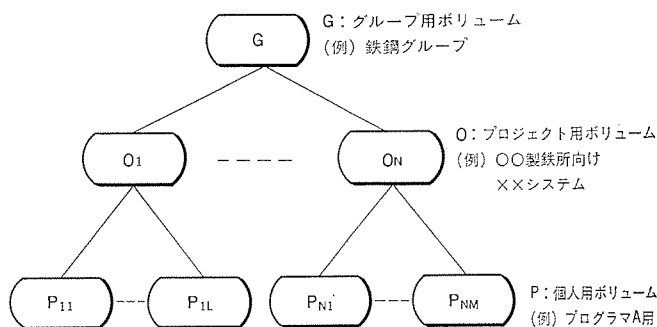 G
G：グループ用ボリューム
(例) 鉄鋼グループ
O1
ON
O：プロジェクト用ボリューム
(例) ○○製鉄所向け
××システム
P11
P1L
PN1
PNM
P：個人用ボリューム
(例) プログラマA用